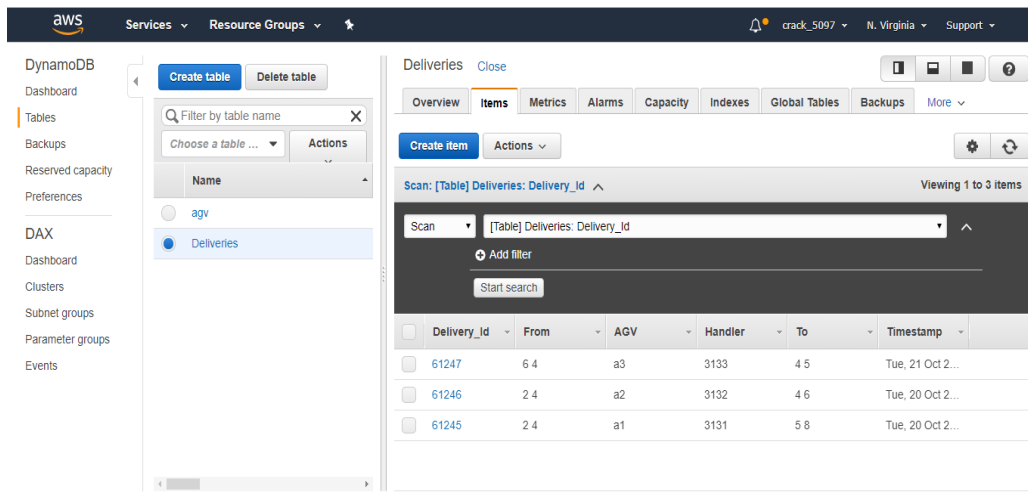 aws Services Resource Groups crack_5097 N. Virginia Support
DynamoDB
Dashboard
Tables
Backups
Reserved capacity
Preferences
DAX
Dashboard
Clusters
Subnet groups
Parameter groups
Events
Create table Delete table
Filter by table name X
Choose a table ... Actions
Name
agv
Deliveries
Deliveries Close
Overview Items Metrics Alarms Capacity Indexes Global Tables Backups More
Create item Actions
Scan: [Table] Deliveries: Delivery_Id Viewing 1 to 3 items
Scan [Table] Deliveries: Delivery_Id
Add filter
Start search
Delivery_Id From AGV Handler To Timestamp
61247 6 4 a3 3133 4 5 Tue, 21 Oct 2...
61246 2 4 a2 3132 4 6 Tue, 20 Oct 2...
61245 2 4 a1 3131 5 8 Tue, 20 Oct 2...